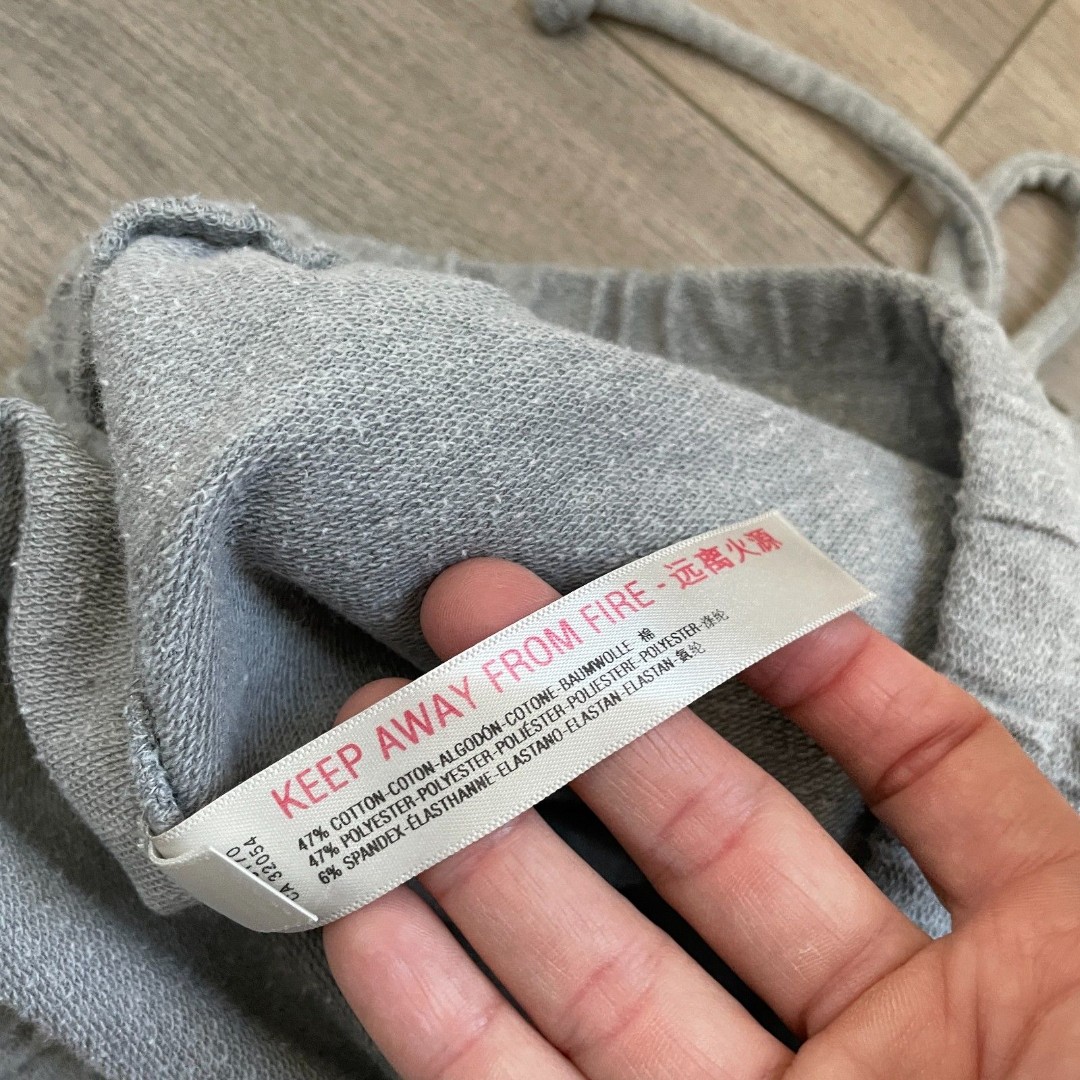 KEEP AWAY FROM FIRE - 远离火源
47% COTTON-COTON-ALGODÓN-COTONE-BAUMWOLLE 棉
47% POLYESTER-POLYESTER-POLIÉSTER-POLIESTERE-POLYESTER-涤纶
6% SPANDEX-ÉLASTHANNE-ELASTANO-ELASTAN-ELASTAN 氨纶
CA 32054